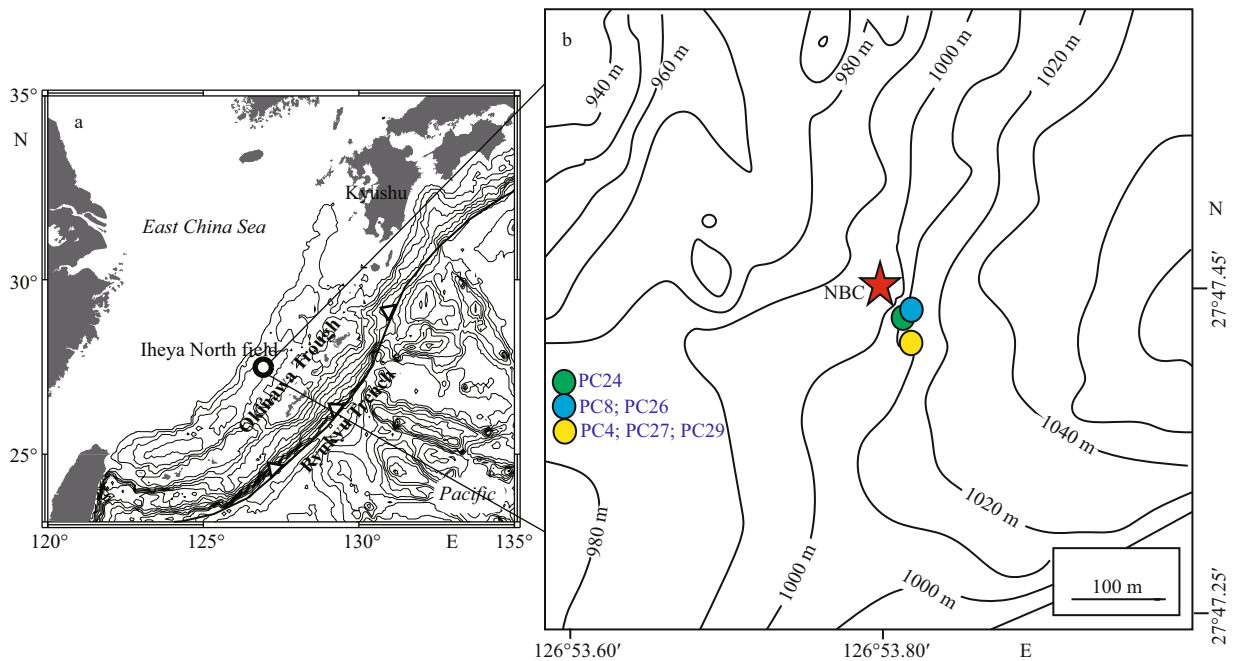 a
35°
N
30°
25°
120°
125°
130°
E
135°
East China Sea
Kyushu
Iheya North field
Okinawa Trough
Ryukyu Trench
Pacific
b
940 m
960 m
980 m
1000 m
1020 m
NBC
PC24
PC8; PC26
PC4; PC27; PC29
1040 m
1020 m
980 m
1000 m
1000 m
100 m
N
27°47.45′
27°47.25′
126°53.60′
126°53.80′
E